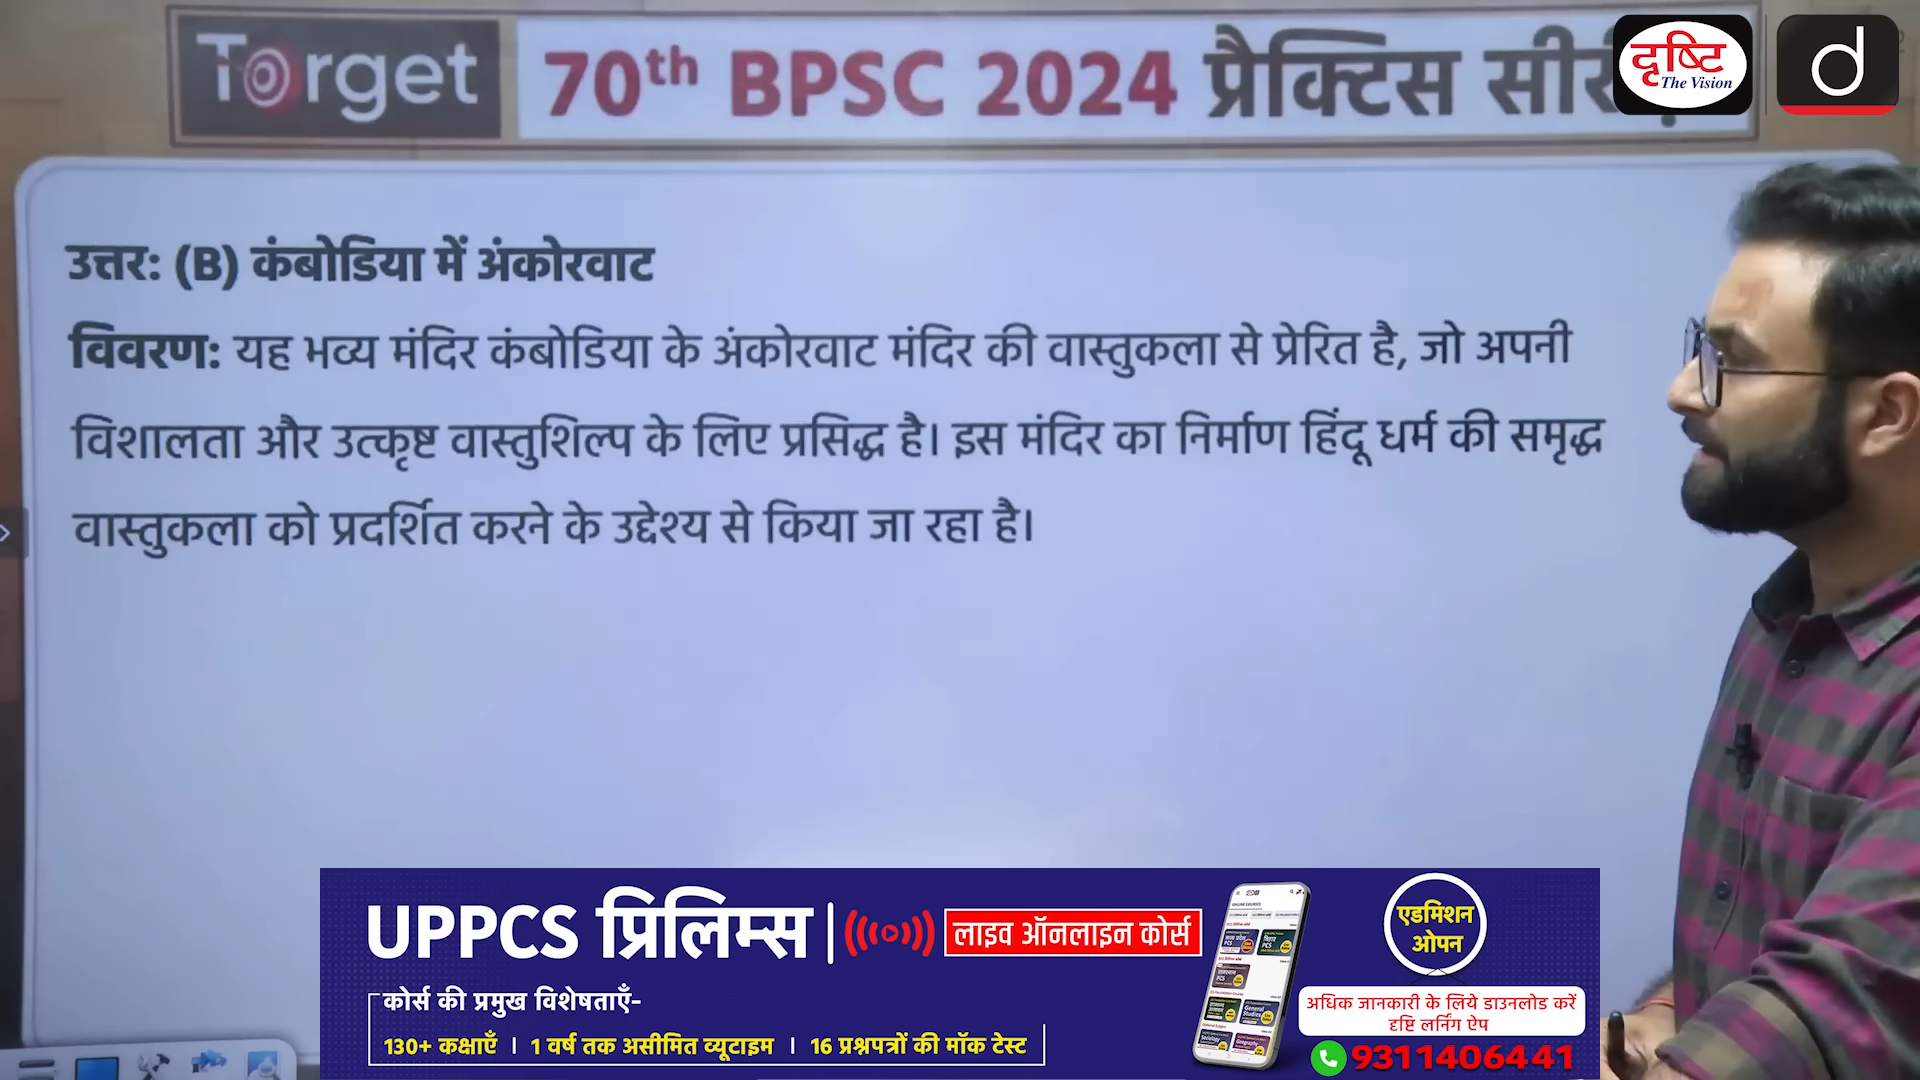 Target
70th BPSC 2024 प्रैक्टिस
दृष्टि
The Vision
d
उत्तर: (B) कंबोडिया में अंकोरवाट
विवरण: यह भव्य मंदिर कंबोडिया के अंकोरवाट मंदिर की वास्तुकला से प्रेरित है, जो अपनी
विशालता और उत्कृष्ट वास्तुशिल्प के लिए प्रसिद्ध है। इस मंदिर का निर्माण हिंदू धर्म की समृद्ध
वास्तुकला को प्रदर्शित करने के उद्देश्य से किया जा रहा है।
UPPCS प्रिलिम्स
लाइव ऑनलाइन कोर्स
कोर्स की प्रमुख विशेषताएँ-
130+ कक्षाएँ । 1 वर्ष तक असीमित व्यूटाइम । 16 प्रश्नपत्रों की मॉक टेस्ट
एडमिशन
ओपन
अधिक जानकारी के लिये डाउनलोड करें
दृष्टि लर्निंग ऐप
9311406441